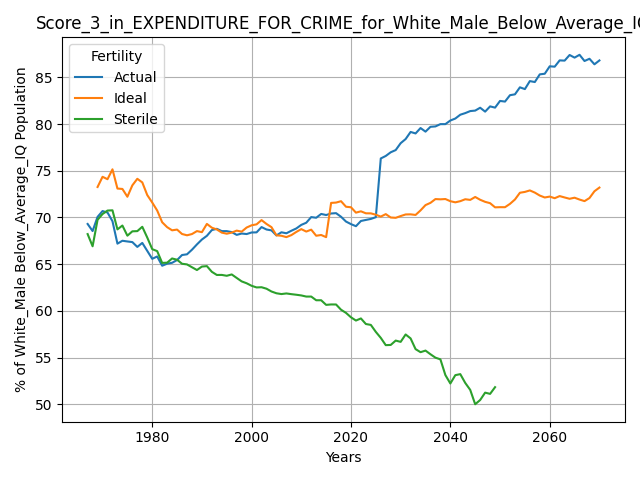 Score_3_in_EXPENDITURE_FOR_CRIME_for_White_Male_Below_Average_IQ
Fertility
Actual
Ideal
Sterile
85
80
75
70
65
60
55
50
% of White_Male Below_Average_IQ Population
1980
2000
2020
2040
2060
Years